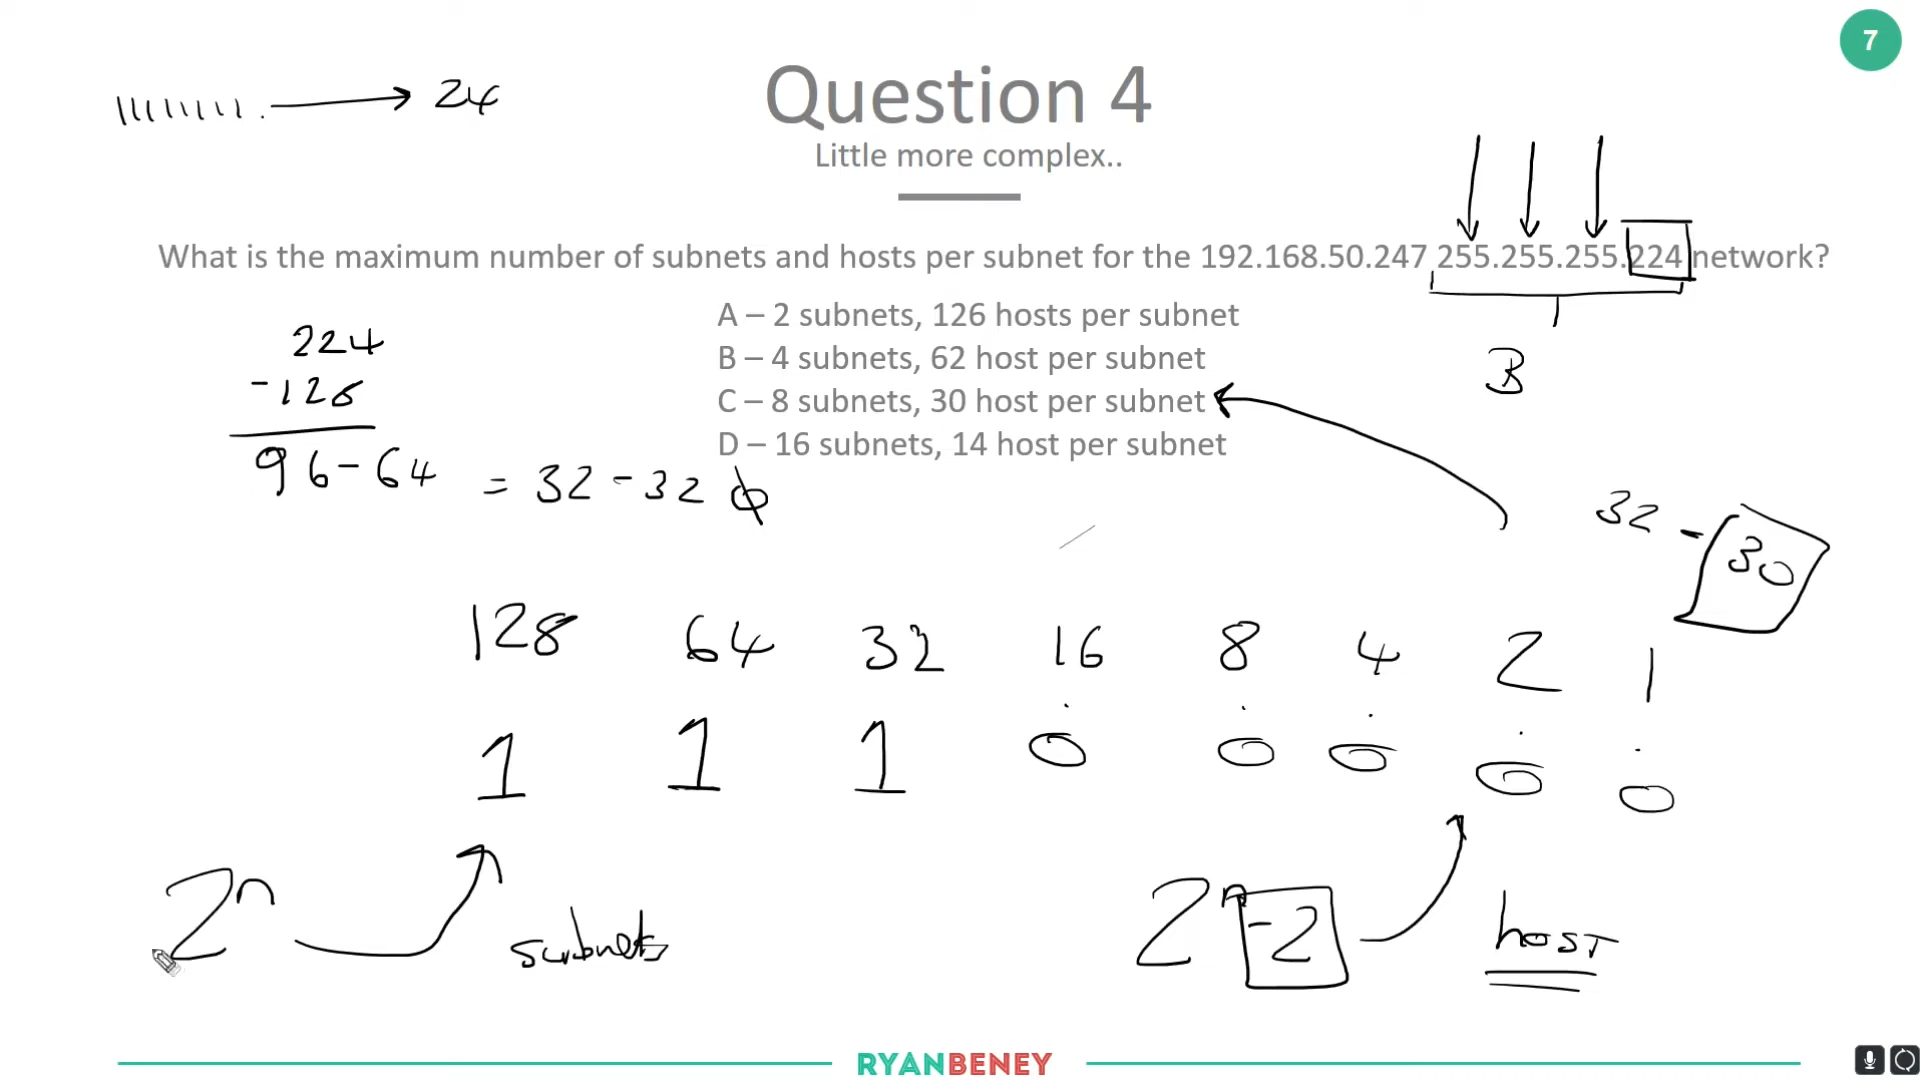 7
Question 4
Little more complex..
11111111. → 24
What is the maximum number of subnets and hosts per subnet for the 192.168.50.247 255.255.255.224 network?
A – 2 subnets, 126 hosts per subnet
B – 4 subnets, 62 host per subnet
C – 8 subnets, 30 host per subnet
D – 16 subnets, 14 host per subnet
B
224
-128
96-64 = 32-32 0
32 - 30
128 64 32 16 8 4 2 1
1 1 1 0 0 0 0 0
2ⁿ subnets
2ⁿ-2 host
RYANBENEY